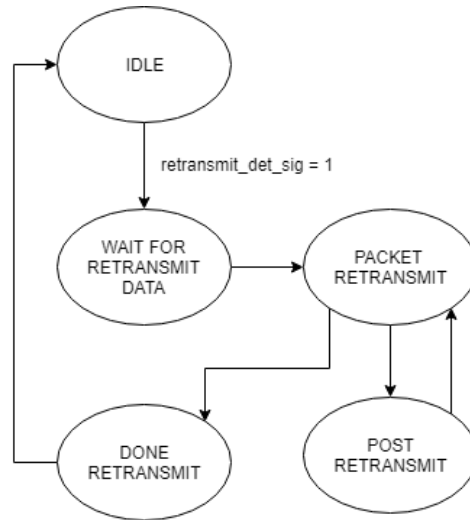 IDLE
retransmit_det_sig = 1
WAIT FOR
RETRANSMIT
DATA
PACKET
RETRANSMIT
DONE
RETRANSMIT
POST
RETRANSMIT